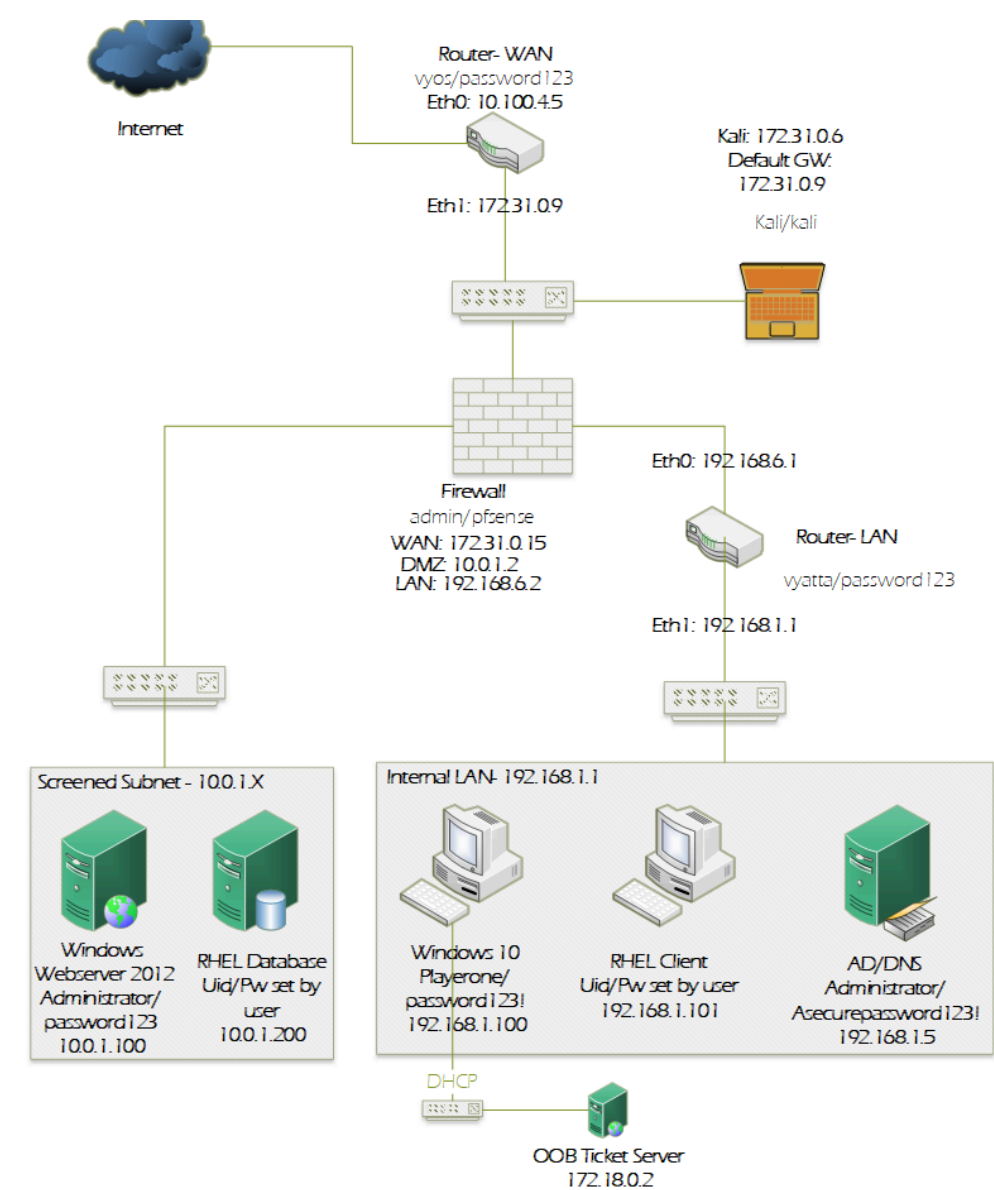 Internet
Router- WAN
vyos/password123
Eth0: 10.100.4.5
Eth1: 172.31.0.9
Kali: 172.31.0.6
Default GW:
172.31.0.9
Kali/kali
Firewall
admin/pfsense
WAN: 172.31.0.15
DMZ: 10.0.1.2
LAN: 192.168.6.2
Eth0: 192.168.6.1
Router- LAN
vyatta/password123
Eth1: 192.168.1.1
Screened Subnet - 10.0.1.X
Windows
Webserver 2012
Administrator/
password123
10.0.1.100
RHEL Database
Uid/Pw set by
user
10.0.1.200
Internal LAN- 192.168.1.1
Windows 10
Playerone/
password123!
192.168.1.100
RHEL Client
Uid/Pw set by user
192.168.1.101
AD/DNS
Administrator/
Asecurepassword123!
192.168.1.5
DHCP
OOB Ticket Server
172.18.0.2